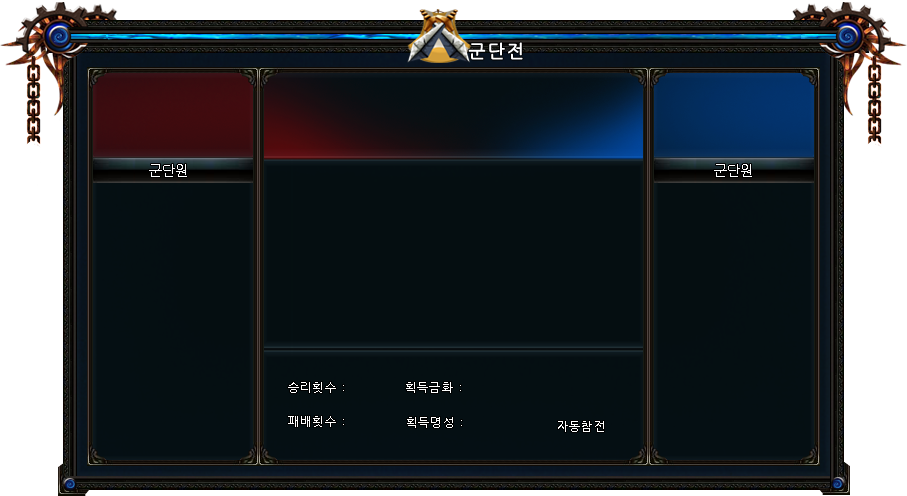 군단전
군단원
군단원
승리횟수 :
획득금화 :
패배횟수 :
획득명성 :
자동참전